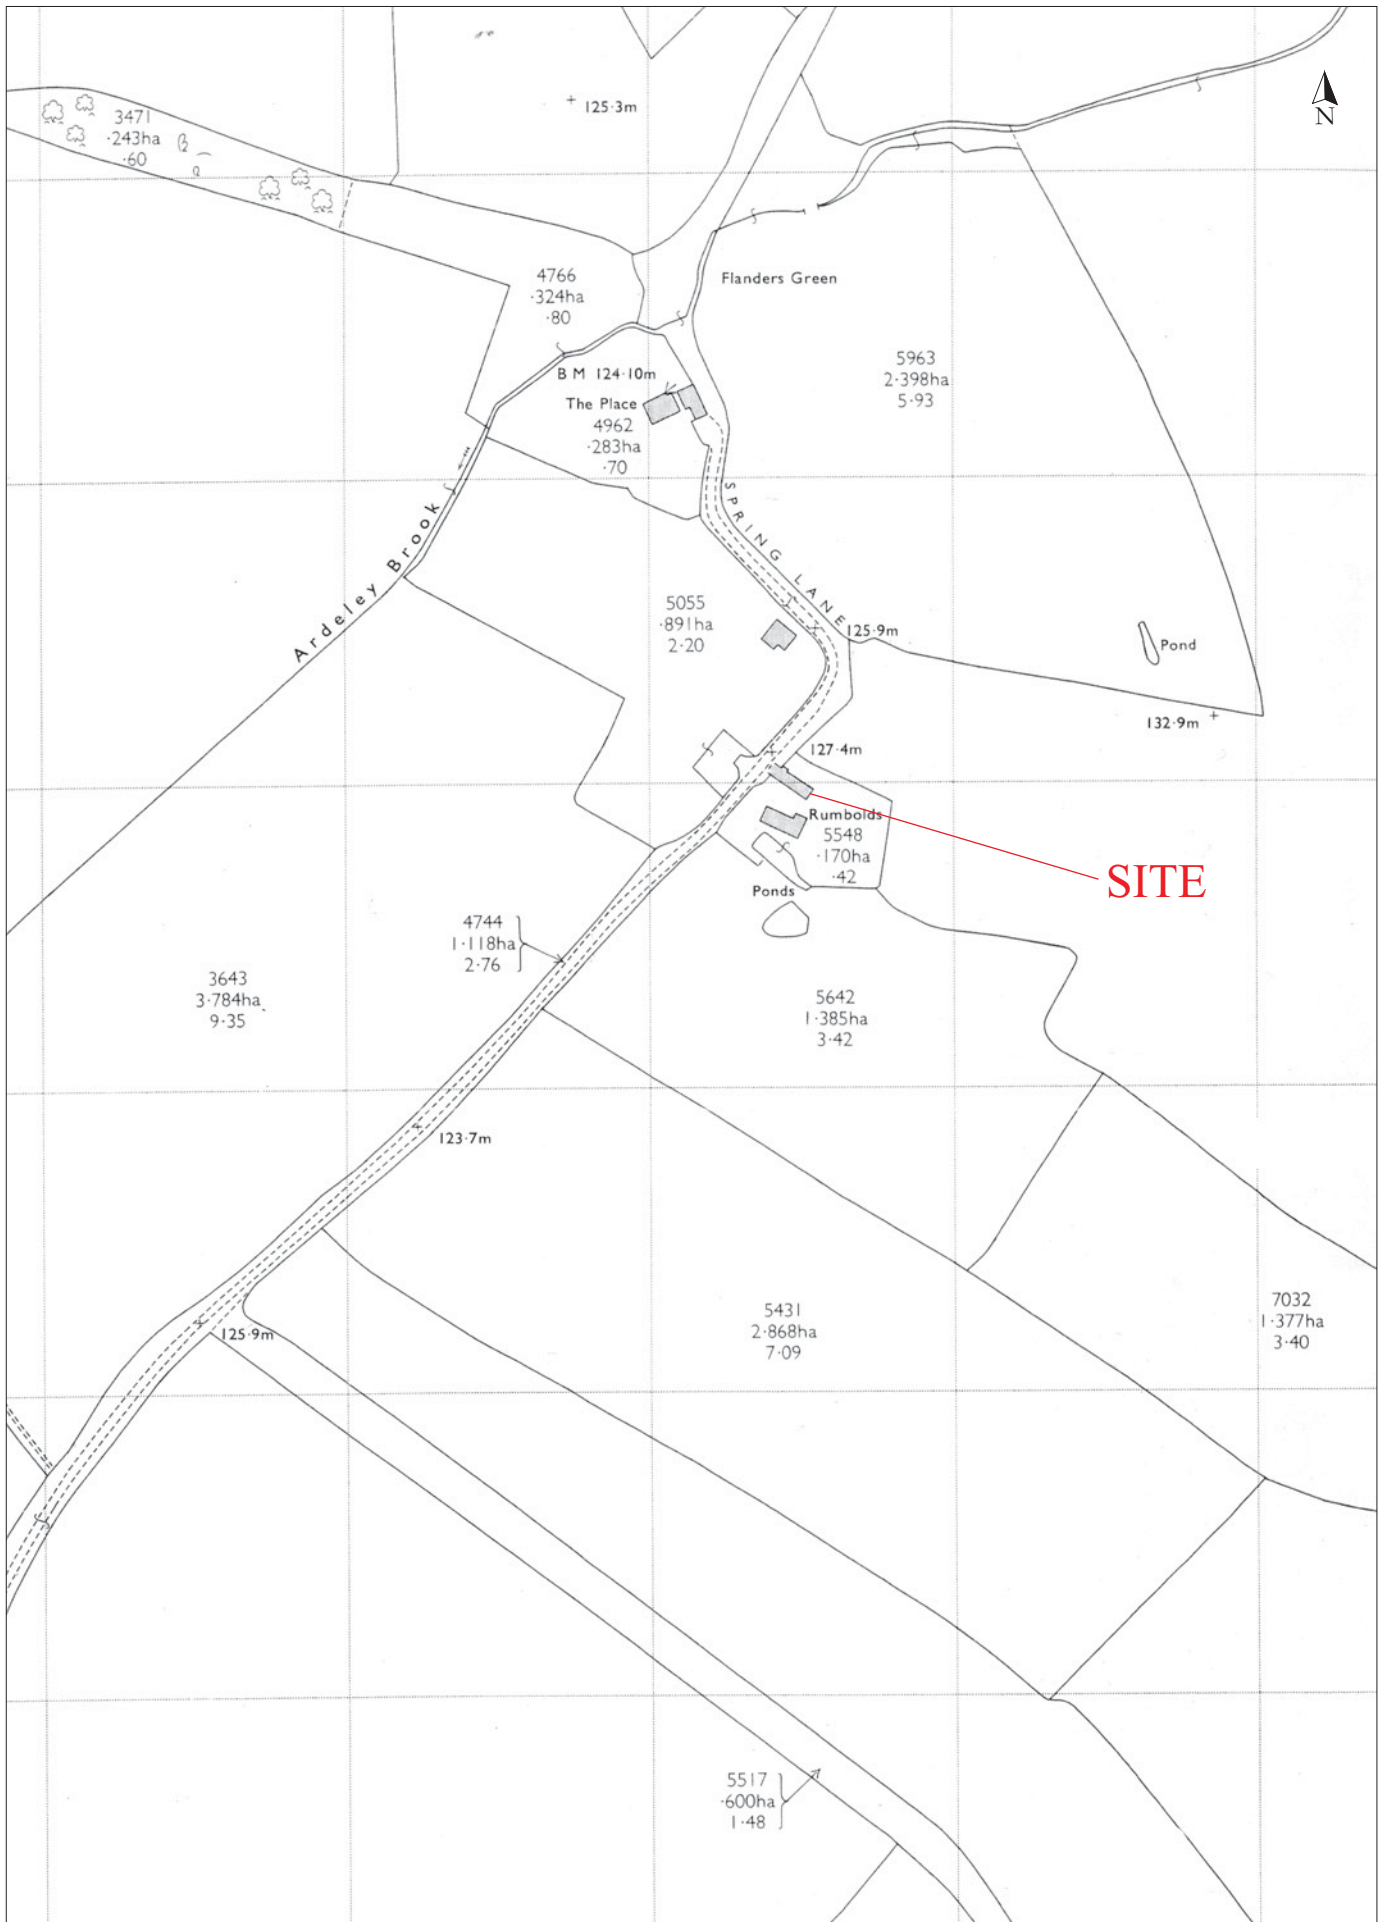 N
125·3m
3471
·243ha
·60
4766
·324ha
·80
Flanders Green
5963
2·398ha
5·93
B M 124·10m
The Place
4962
·283ha
·70
SPRING LANE
Ardeley Brook
5055
·891ha
2·20
125·9m
Pond
132·9m
127·4m
Rumbolds
5548
·170ha
·42
SITE
Ponds
4744
1·118ha
2·76
3643
3·784ha
9·35
5642
1·385ha
3·42
123·7m
7032
1·377ha
3·40
5431
2·868ha
7·09
125·9m
5517
·600ha
1·48